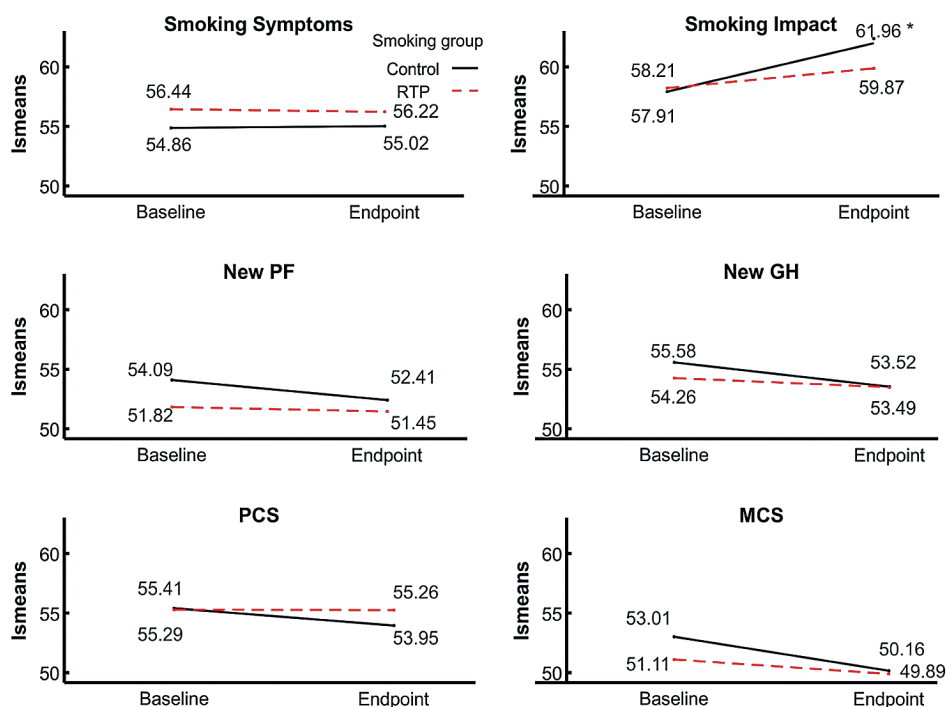 Smoking Symptoms
Smoking group
Control
RTP
lsmeans
60
55
50
56.44
54.86
56.22
55.02
Baseline
Endpoint
Smoking Impact
lsmeans
60
55
50
58.21
57.91
61.96 *
59.87
Baseline
Endpoint
New PF
lsmeans
60
55
50
54.09
51.82
52.41
51.45
Baseline
Endpoint
New GH
lsmeans
60
55
50
55.58
54.26
53.52
53.49
Baseline
Endpoint
PCS
lsmeans
60
55
50
55.41
55.29
55.26
53.95
Baseline
Endpoint
MCS
lsmeans
60
55
50
53.01
51.11
50.16
49.89
Baseline
Endpoint